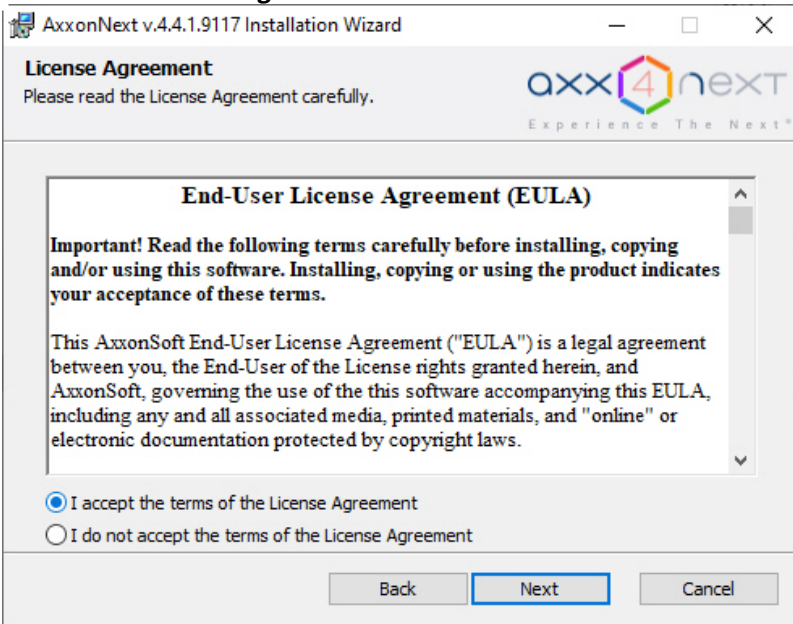 AxxonNext v.4.4.1.9117 Installation Wizard
License Agreement
Please read the License Agreement carefully.
axx4next
Experience The Next®
End-User License Agreement (EULA)
Important! Read the following terms carefully before installing, copying
and/or using this software. Installing, copying or using the product indicates
your acceptance of these terms.
This AxxonSoft End-User License Agreement ("EULA") is a legal agreement
between you, the End-User of the License rights granted herein, and
AxxonSoft, governing the use of the this software accompanying this EULA,
including any and all associated media, printed materials, and "online" or
electronic documentation protected by copyright laws.
I accept the terms of the License Agreement
I do not accept the terms of the License Agreement
Back Next Cancel